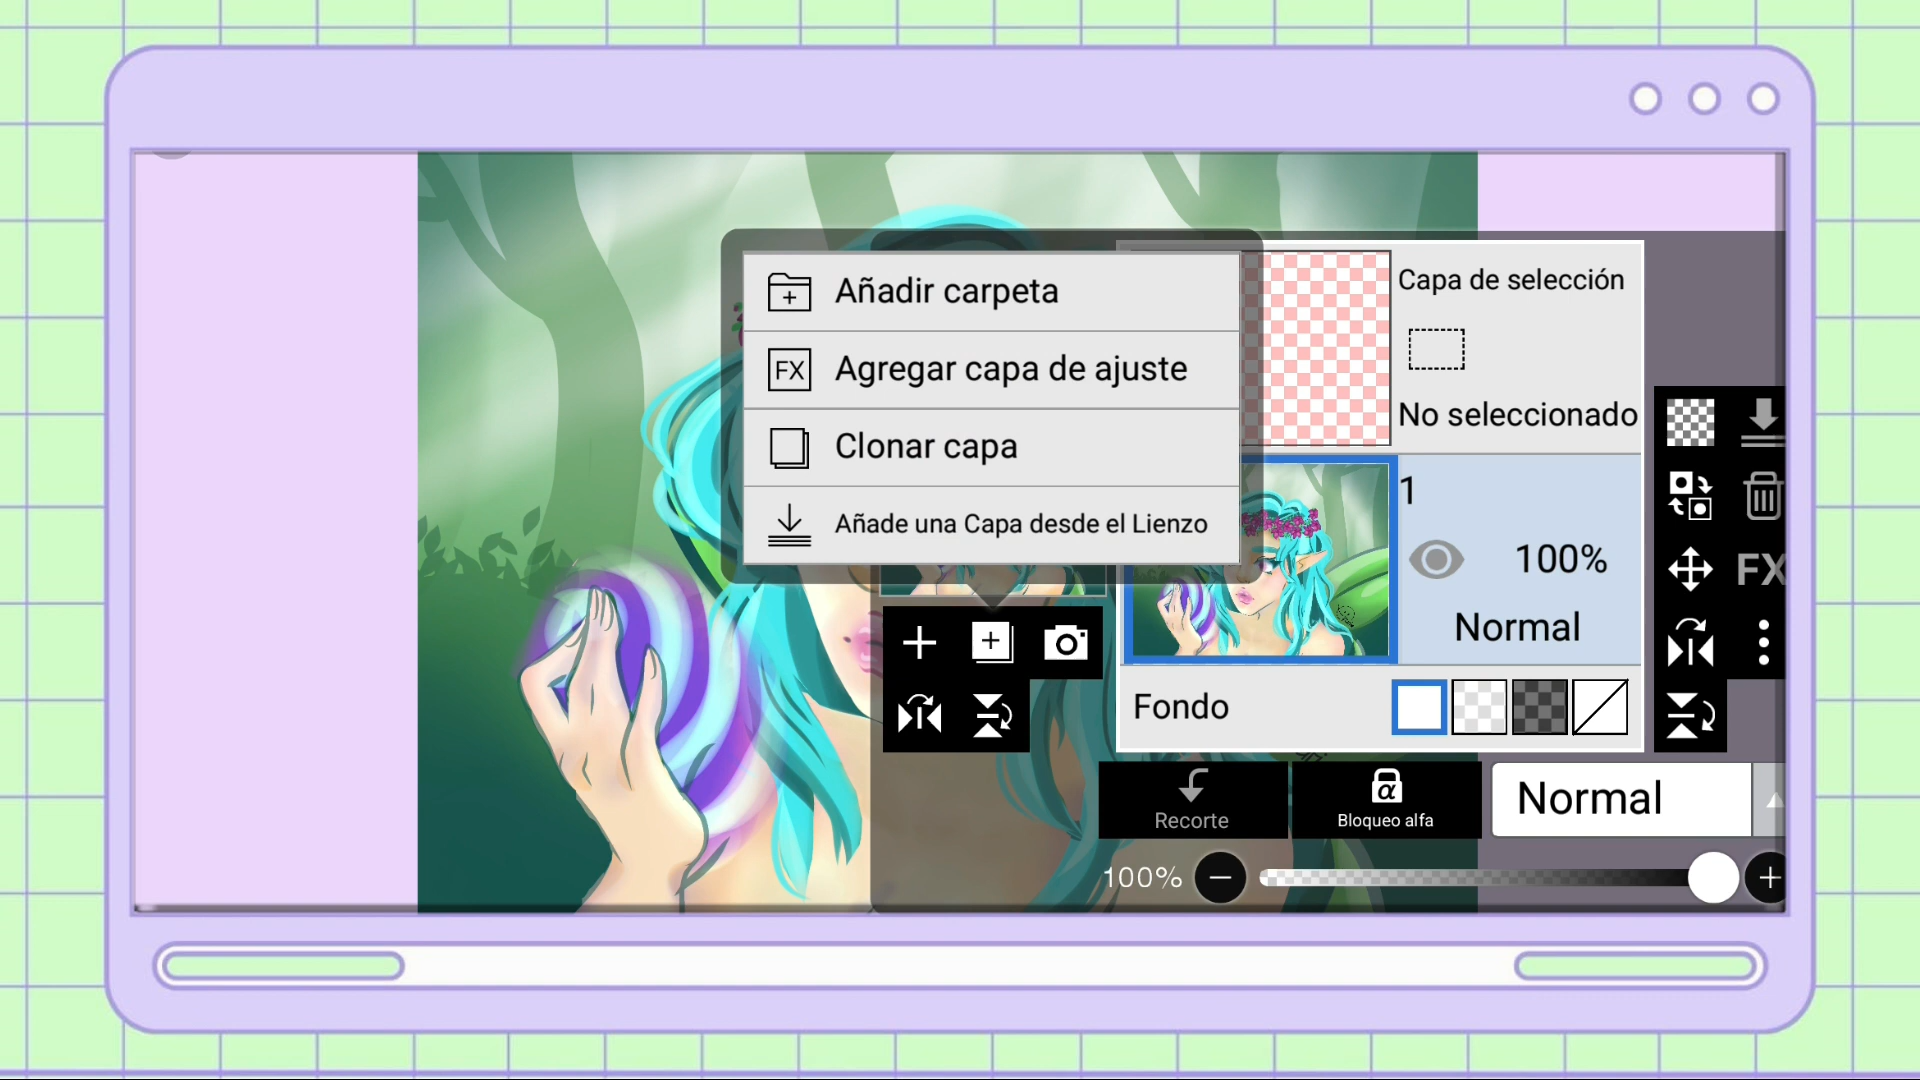 Añadir carpeta
FX Agregar capa de ajuste
Clonar capa
Añade una Capa desde el Lienzo
Capa de selección
No seleccionado
1
100%
Normal
FX
Fondo
Recorte
α
Bloqueo alfa
Normal
100%